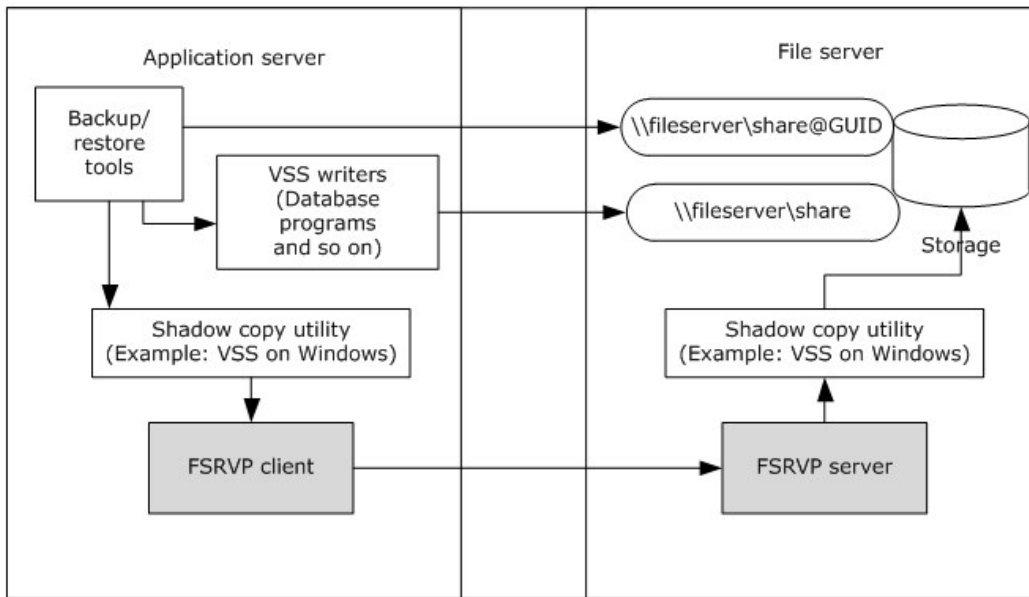 Application server
File server
Backup/
restore
tools
\\fileserver\share@GUID
VSS writers
(Database
programs
and so on)
\\fileserver\share
Storage
Shadow copy utility
(Example: VSS on Windows)
Shadow copy utility
(Example: VSS on Windows)
FSRVP client
FSRVP server